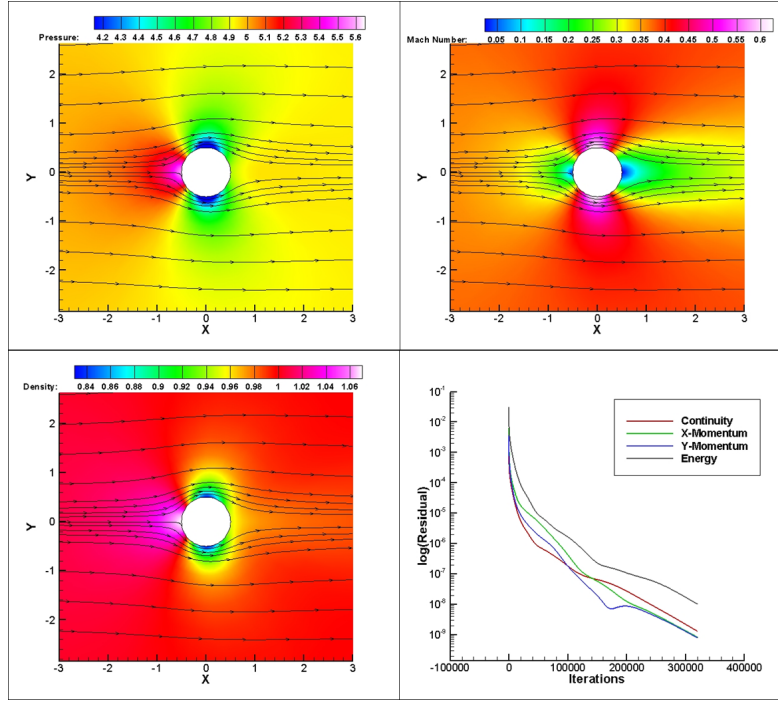 Pressure: 4.2 4.3 4.4 4.5 4.6 4.7 4.8 4.9 5 5.1 5.2 5.3 5.4 5.5 5.6
Y
2
1
0
-1
-2
-3 -2 -1 0 1 2 3
X
Mach Number: 0.05 0.1 0.15 0.2 0.25 0.3 0.35 0.4 0.45 0.5 0.55 0.6
Y
2
1
0
-1
-2
-3 -2 -1 0 1 2 3
X
Density: 0.84 0.86 0.88 0.9 0.92 0.94 0.96 0.98 1 1.02 1.04 1.06
Y
2
1
0
-1
-2
-3 -2 -1 0 1 2 3
X
log(Residual)
10-1
10-2
10-3
10-4
10-5
10-6
10-7
10-8
10-9
Continuity
X-Momentum
Y-Momentum
Energy
-100000 0 100000 200000 300000 400000
Iterations